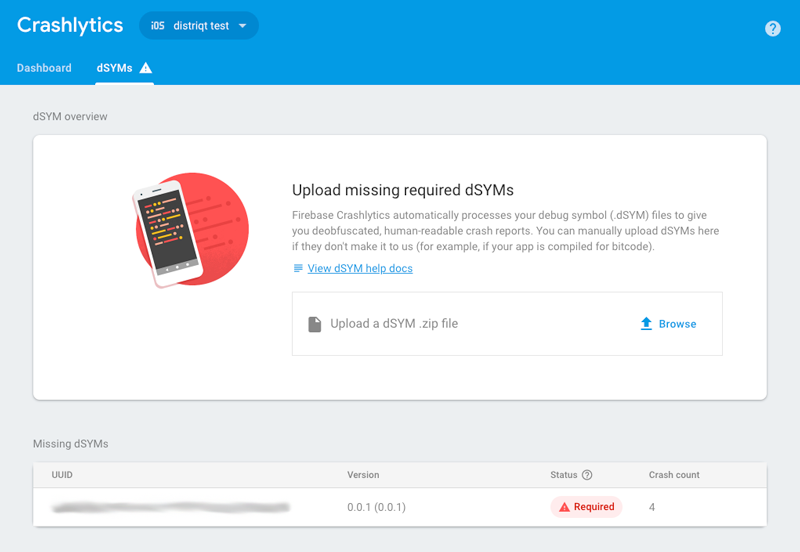 Crashlytics
iOS distriqt test
?
Dashboard
dSYMs
dSYM overview
Upload missing required dSYMs
Firebase Crashlytics automatically processes your debug symbol (.dSYM) files to give
you deobfuscated, human-readable crash reports. You can manually upload dSYMs here
if they don't make it to us (for example, if your app is compiled for bitcode).
View dSYM help docs
Upload a dSYM .zip file
Browse
Missing dSYMs
UUID Version Status ? Crash count
0.0.1 (0.0.1) Required 4